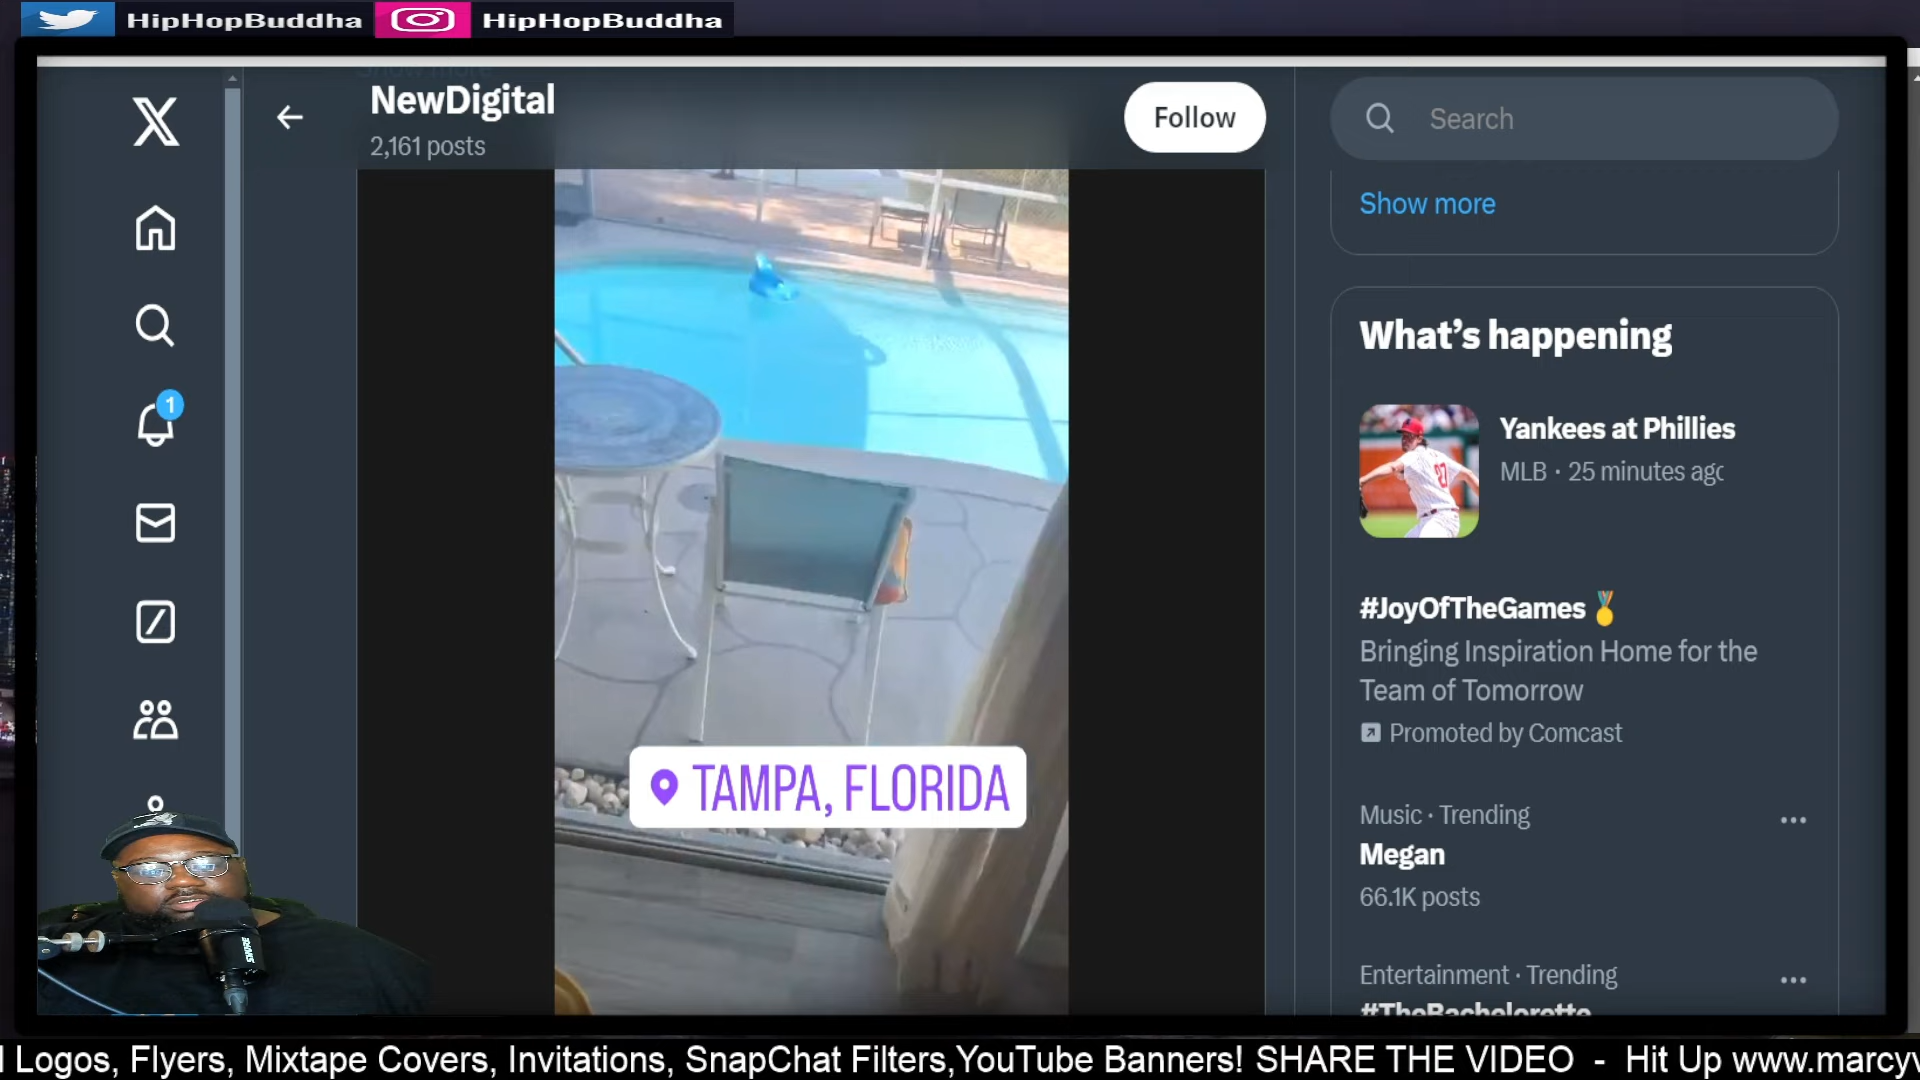 HipHopBuddha
HipHopBuddha
NewDigital
2,161 posts
Follow
Search
Show more
What's happening
Yankees at Phillies
MLB · 25 minutes ago
#JoyOfTheGames
Bringing Inspiration Home for the
Team of Tomorrow
Promoted by Comcast
Music · Trending
Megan
66.1K posts
Entertainment · Trending
#TheBachelorette
1
TAMPA, FLORIDA
SHURE
Logos, Flyers, Mixtape Covers, Invitations, SnapChat Filters,YouTube Banners! SHARE THE VIDEO - Hit Up www.marcyv